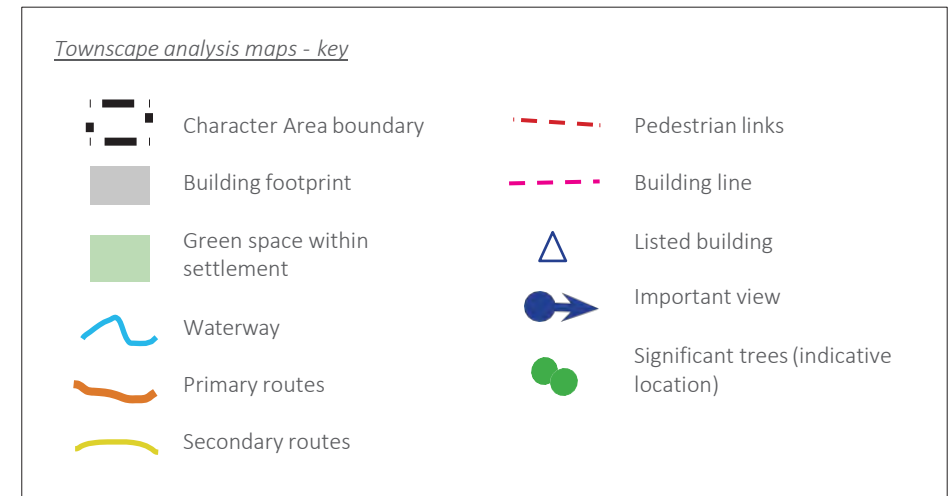 Townscape analysis maps - key
Character Area boundary
Building footprint
Green space within
settlement
Waterway
Primary routes
Secondary routes
Pedestrian links
Building line
Listed building
Important view
Significant trees (indicative
location)